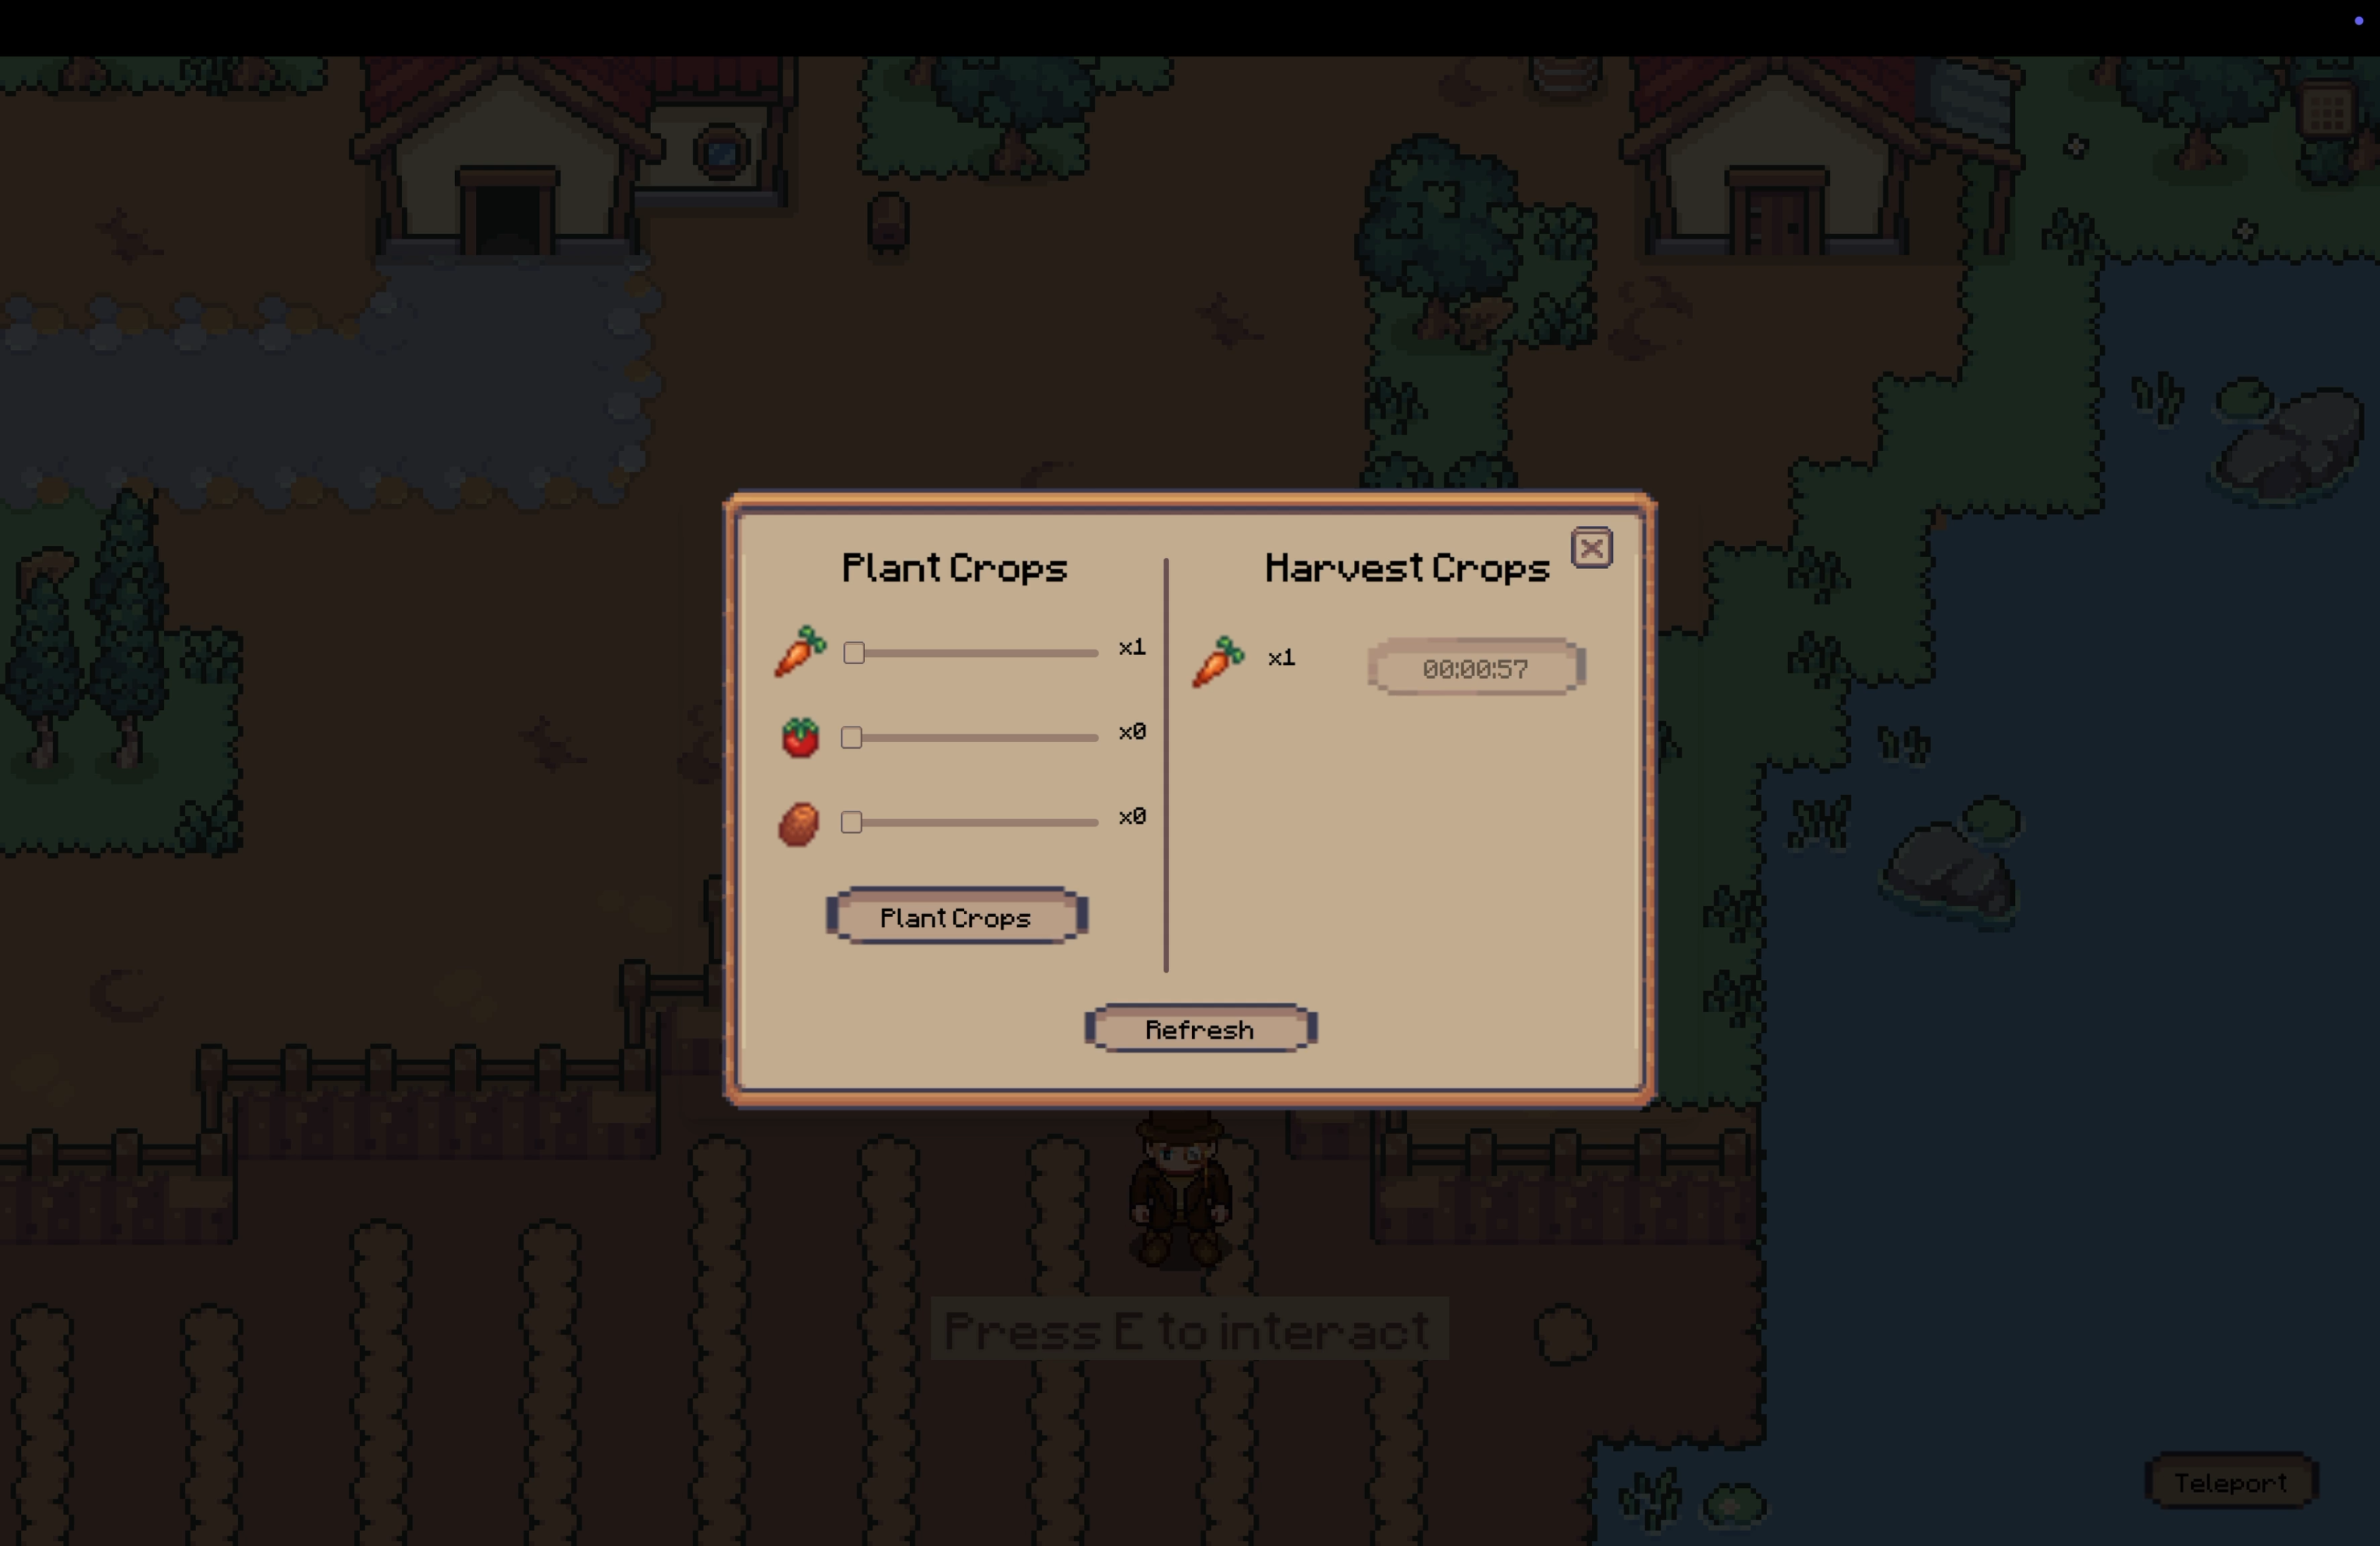 Plant Crops
x1
x0
x0
Plant Crops
Harvest Crops
x1
00:00:57
Refresh
Press E to interact
Teleport